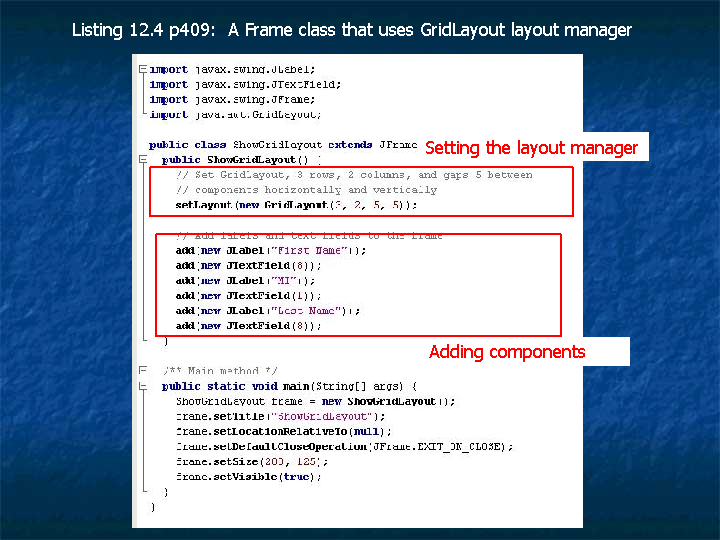 Listing 12.4 p409: A Frame class that uses GridLayout layout manager
import javax.swing.JLabel;
import javax.swing.JTextField;
import javax.swing.JFrame;
import java.awt.GridLayout;
public class ShowGridLayout extends JFrame
Setting the layout manager
public ShowGridLayout() {
// Set GridLayout, 3 rows, 2 columns, and gaps 5 between
// components horizontally and vertically
setLayout(new GridLayout(3, 2, 5, 5));
// Add labels and text fields to the frame
add(new JLabel("First Name"));
add(new JTextField(8));
add(new JLabel("MI"));
add(new JTextField(1));
add(new JLabel("Last Name"));
add(new JTextField(8));
}
Adding components
/** Main method */
public static void main(String[] args) {
ShowGridLayout frame = new ShowGridLayout();
frame.setTitle("ShowGridLayout");
frame.setLocationRelativeTo(null);
frame.setDefaultCloseOperation(JFrame.EXIT_ON_CLOSE);
frame.setSize(200, 125);
frame.setVisible(true);
}
}